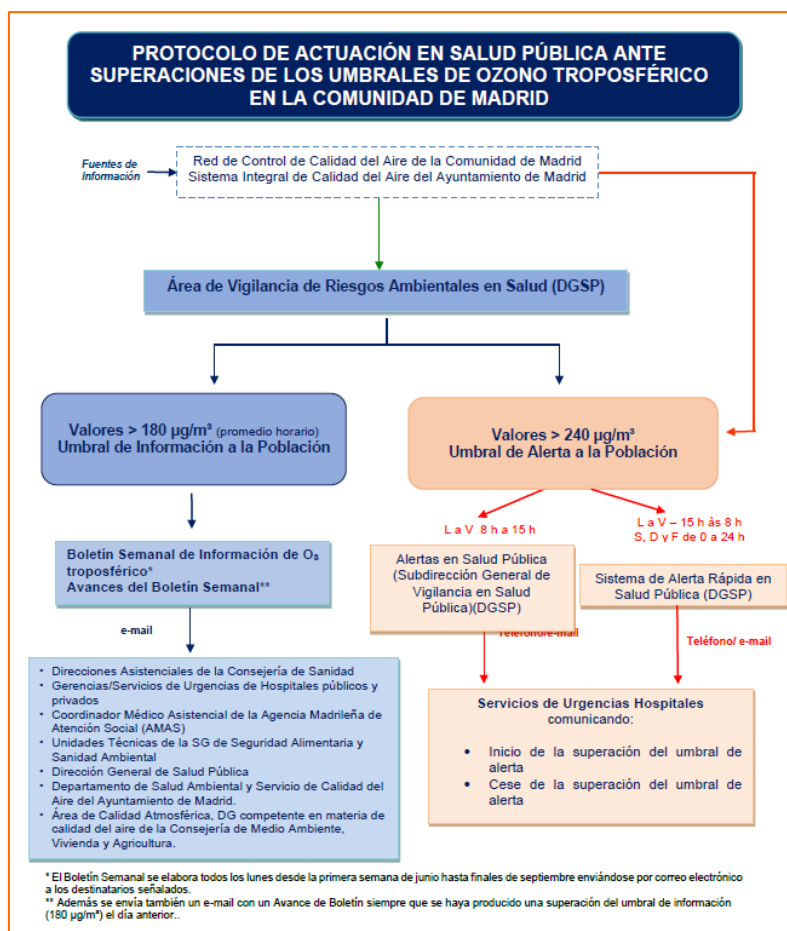 PROTOCOLO DE ACTUACIÓN EN SALUD PÚBLICA ANTE
SUPERACIONES DE LOS UMBRALES DE OZONO TROPOSFÉRICO
EN LA COMUNIDAD DE MADRID
Fuentes de
Información
Red de Control de Calidad del Aire de la Comunidad de Madrid
Sistema Integral de Calidad del Aire del Ayuntamiento de Madrid
Área de Vigilancia de Riesgos Ambientales en Salud (DGSP)
Valores > 180 µg/m³ (promedio horario)
Umbral de Información a la Población
Valores > 240 µg/m³
Umbral de Alerta a la Población
L a V 8 h a 15 h
L a V – 15 h às 8 h
S, D y F de 0 a 24 h
Boletín Semanal de Información de O₃
troposférico*
Avances del Boletín Semanal**
Alertas en Salud Pública
(Subdirección General de
Vigilancia en Salud
Pública)(DGSP)
Sistema de Alerta Rápida en
Salud Pública (DGSP)
e-mail
Teléfono/e-mail
Teléfono/ e-mail
• Direcciones Asistenciales de la Consejería de Sanidad
• Gerencias/Servicios de Urgencias de Hospitales públicos y
privados
• Coordinador Médico Asistencial de la Agencia Madrileña de
Atención Social (AMAS)
• Unidades Técnicas de la SG de Seguridad Alimentaria y
Sanidad Ambiental
• Dirección General de Salud Pública
• Departamento de Salud Ambiental y Servicio de Calidad del
Aire del Ayuntamiento de Madrid.
• Área de Calidad Atmosférica, DG competente en materia de
calidad del aire de la Consejería de Medio Ambiente,
Vivienda y Agricultura.
Servicios de Urgencias Hospitales
comunicando:
• Inicio de la superación del umbral de
alerta
• Cese de la superación del umbral de
alerta
* El Boletín Semanal se elabora todos los lunes desde la primera semana de junio hasta finales de septiembre enviándose por correo electrónico
a los destinatarios señalados.
** Además se envía también un e-mail con un Avance de Boletín siempre que se haya producido una superación del umbral de información
(180 µg/m³) el día anterior..